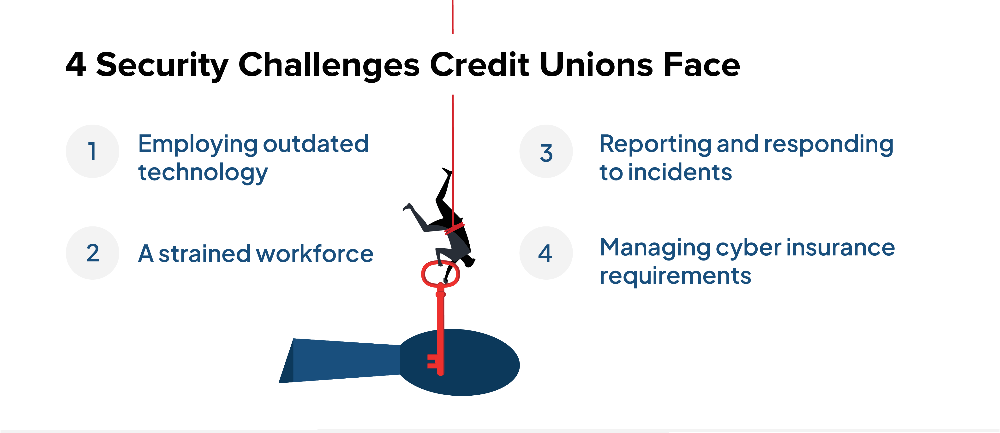 4 Security Challenges Credit Unions Face
1
Employing outdated
technology
2
A strained workforce
3
Reporting and responding
to incidents
4
Managing cyber insurance
requirements